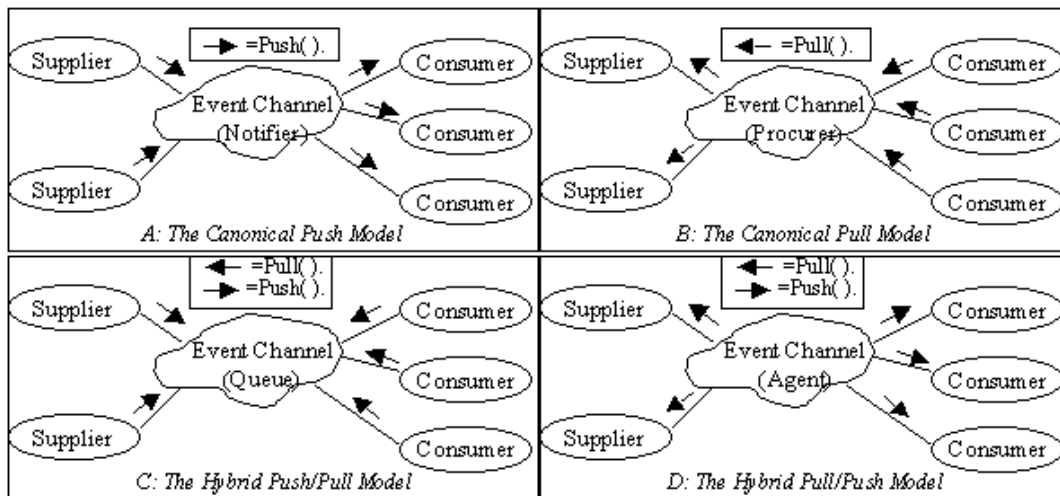 =Push( ).
Supplier
Consumer
Event Channel
(Notifier)
Consumer
Supplier
Consumer
A: The Canonical Push Model
=Pull( ).
Supplier
Consumer
Event Channel
(Procurer)
Consumer
Supplier
Consumer
B: The Canonical Pull Model
=Pull( ).
=Push( ).
Supplier
Consumer
Event Channel
(Queue)
Consumer
Supplier
Consumer
C: The Hybrid Push/Pull Model
=Pull( ).
=Push( ).
Supplier
Consumer
Event Channel
(Agent)
Consumer
Supplier
Consumer
D: The Hybrid Pull/Push Model